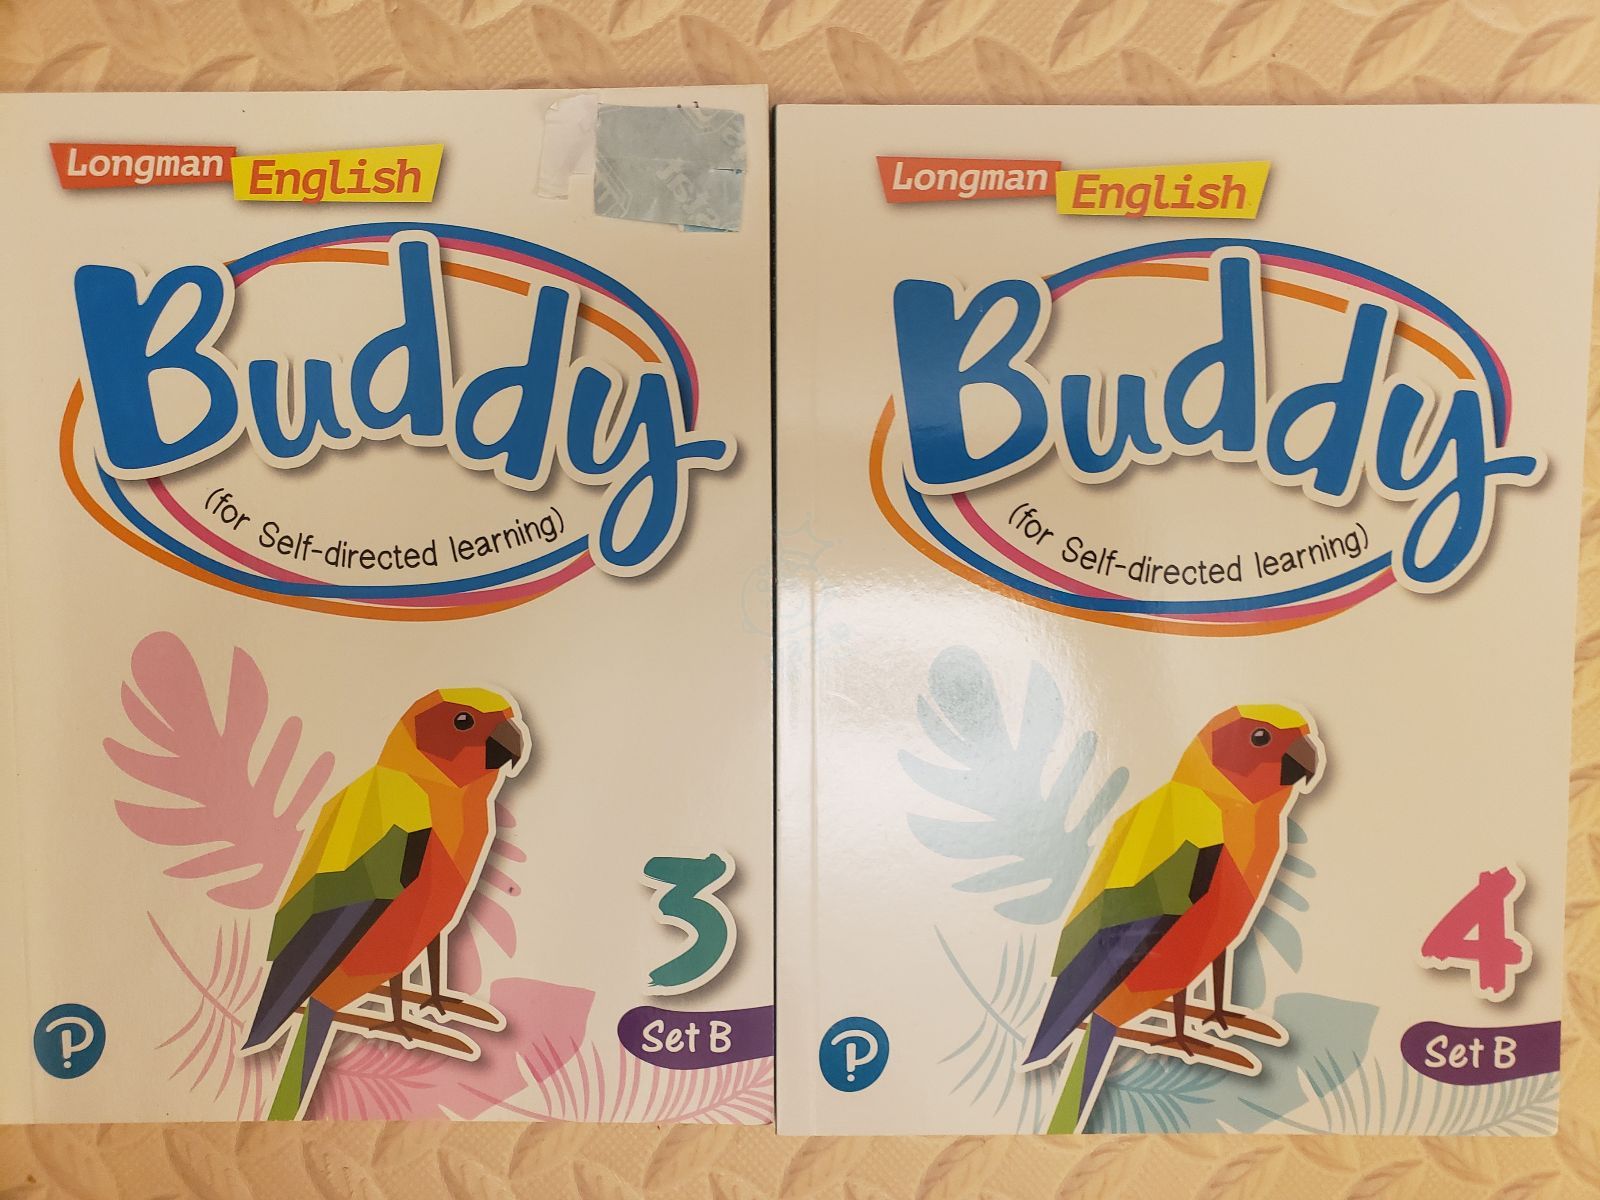 Longman English
Buddy
(for Self-directed learning)
3
Set B
Longman English
Buddy
(for Self-directed learning)
4
Set B